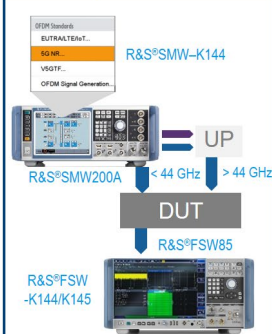 OFDM Standards
EUTRA/LTE/IoT...
5G NR...
V5GTF...
OFDM Signal Generation...
R&S®SMW–K144
UP
R&S®SMW200A
< 44 GHz
> 44 GHz
DUT
R&S®FSW85
R&S®FSW
-K144/K145